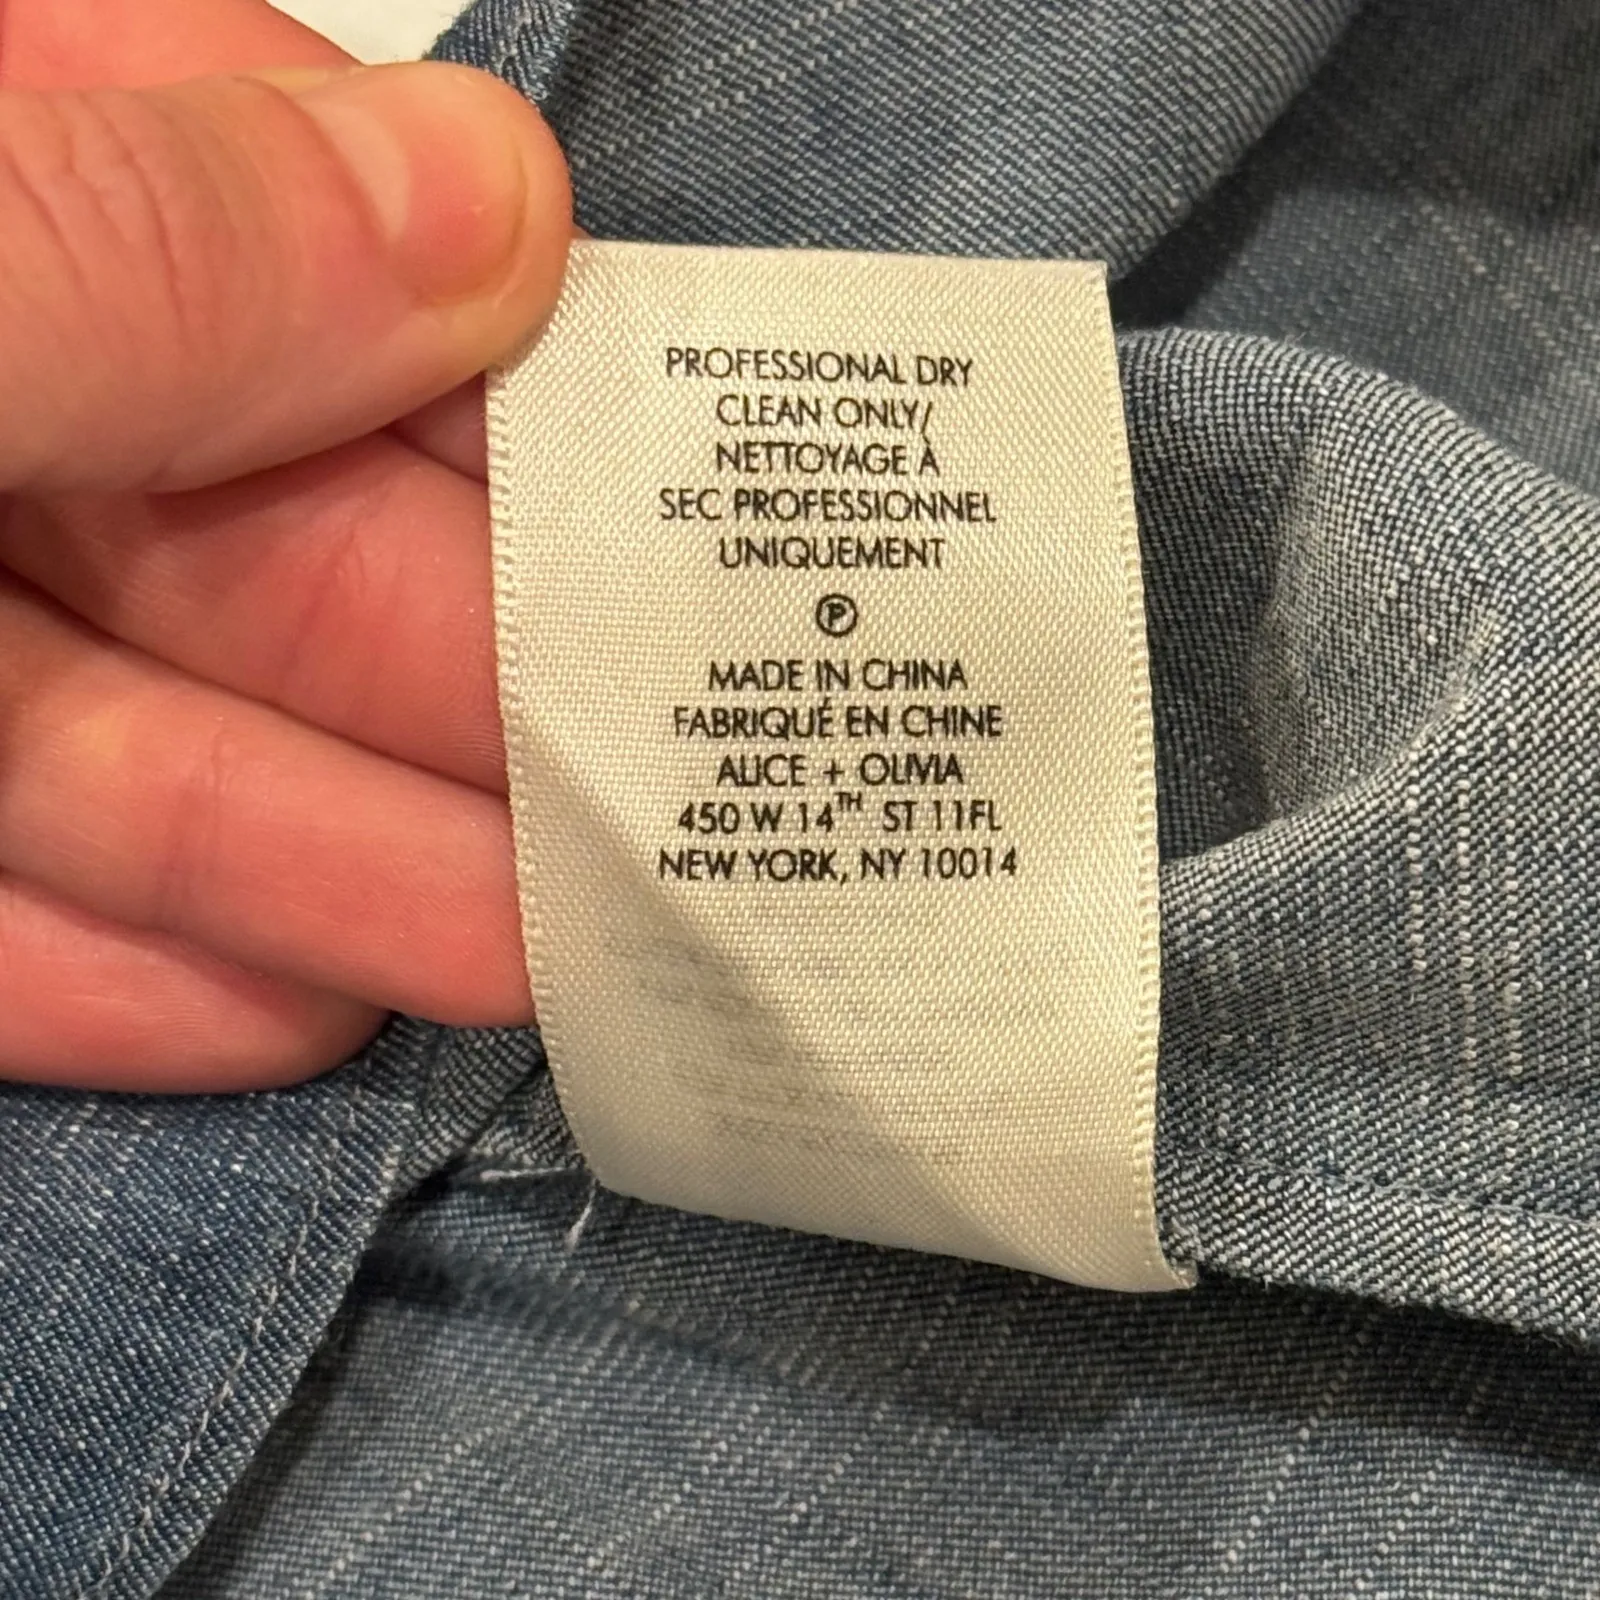 PROFESSIONAL DRY
CLEAN ONLY/
NETTOYAGE À
SEC PROFESSIONNEL
UNIQUEMENT
Ⓟ
MADE IN CHINA
FABRIQUÉ EN CHINE
ALICE + OLIVIA
450 W 14TH ST 11FL
NEW YORK, NY 10014